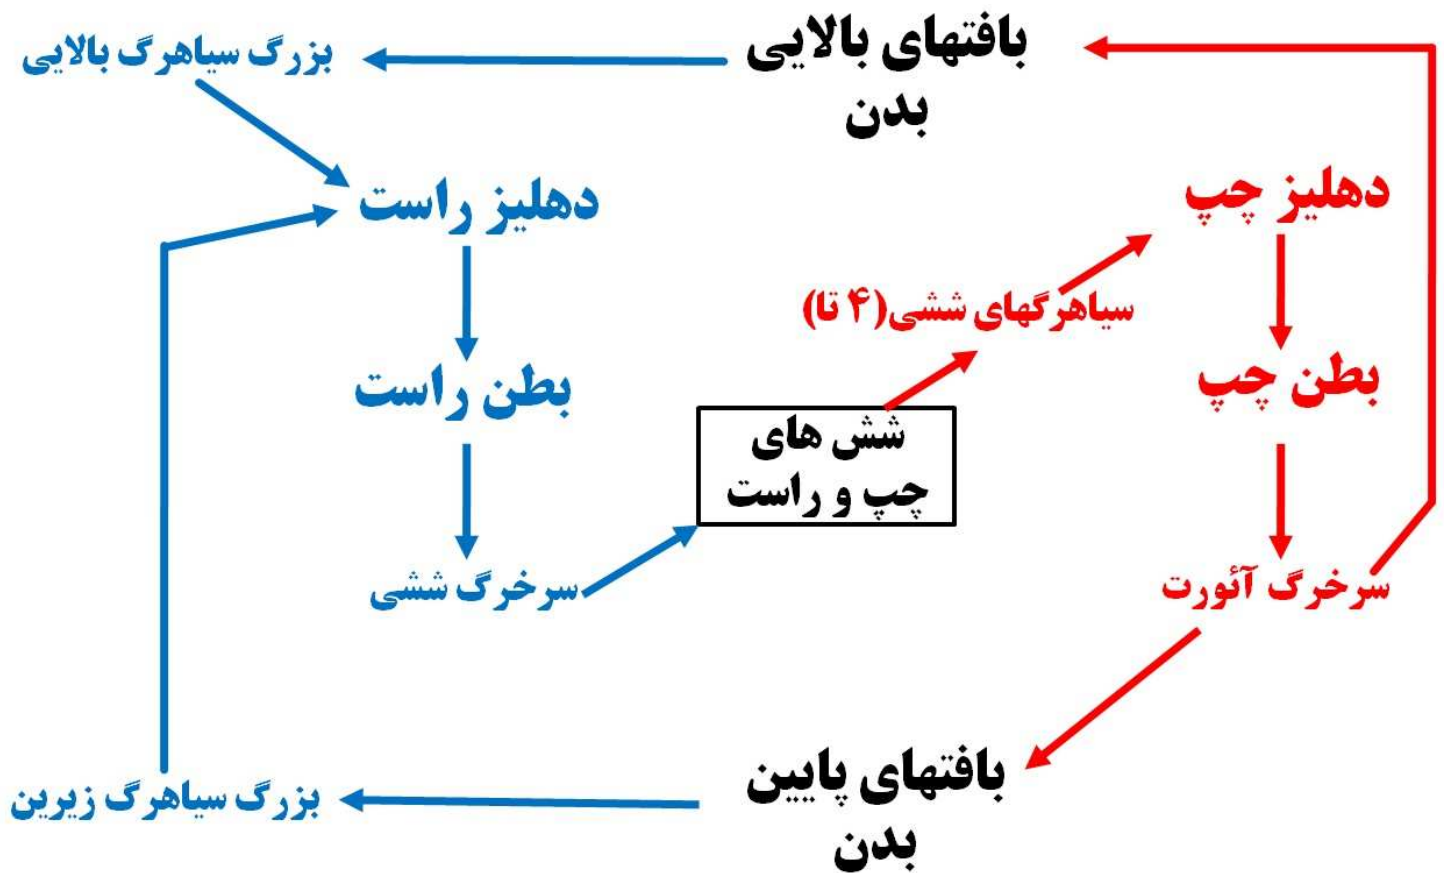 بافتهای بالایی
بدن
بزرگ سیاهرگ بالایی
دهلیز چپ
دهلیز راست
سیاهرگهای ششی(۴ تا)
بطن چپ
بطن راست
شش های
چپ و راست
سرخرگ آئورت
سرخرگ ششی
بافتهای پایین
بدن
بزرگ سیاهرگ زیرین